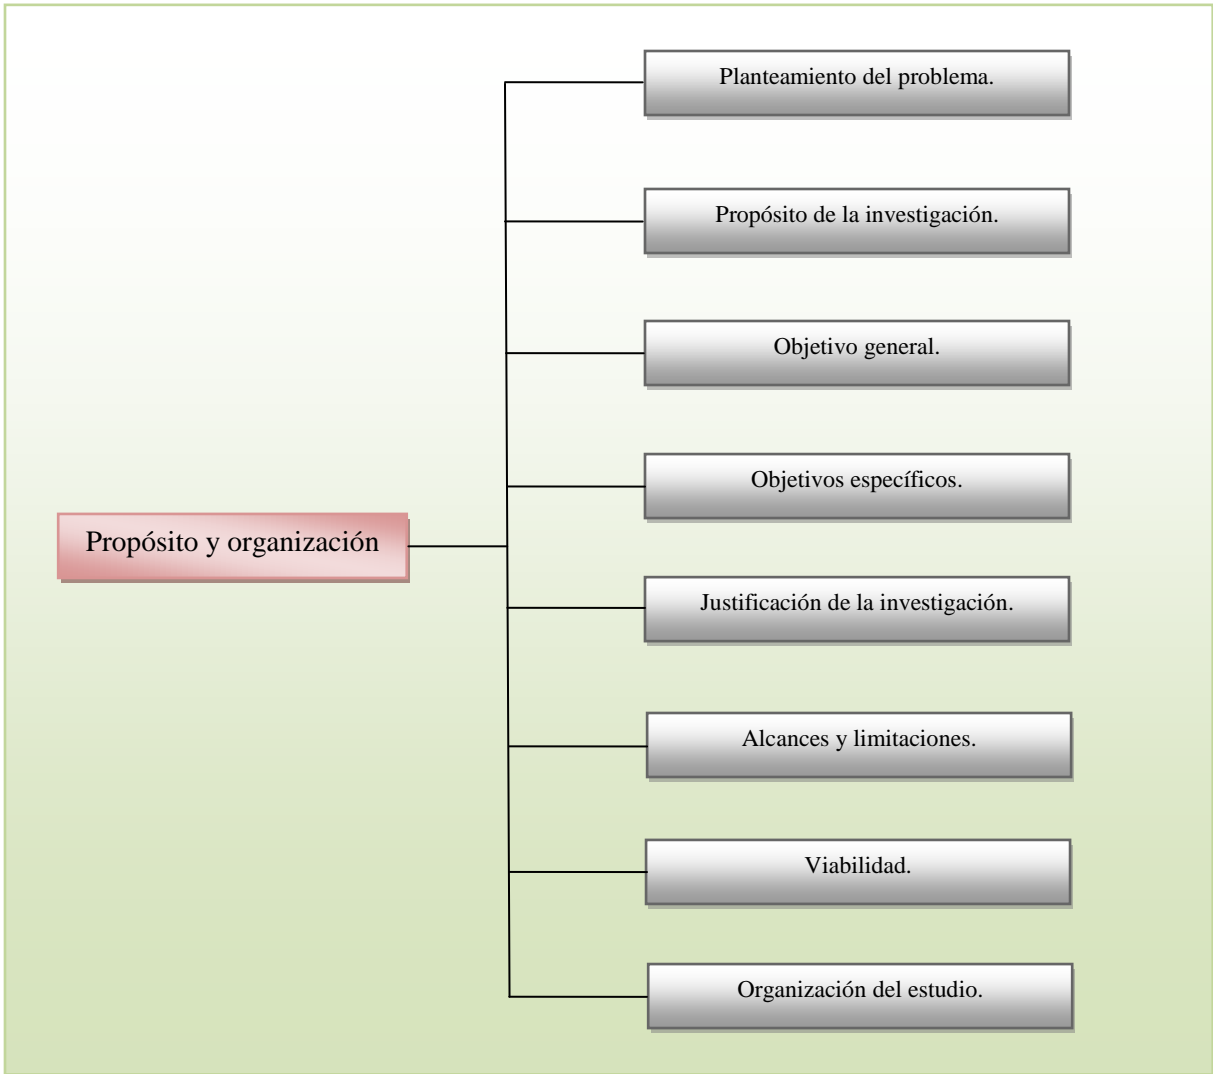 Planteamiento del problema.
Propósito de la investigación.
Objetivo general.
Objetivos específicos.
Propósito y organización
Justificación de la investigación.
Alcances y limitaciones.
Viabilidad.
Organización del estudio.